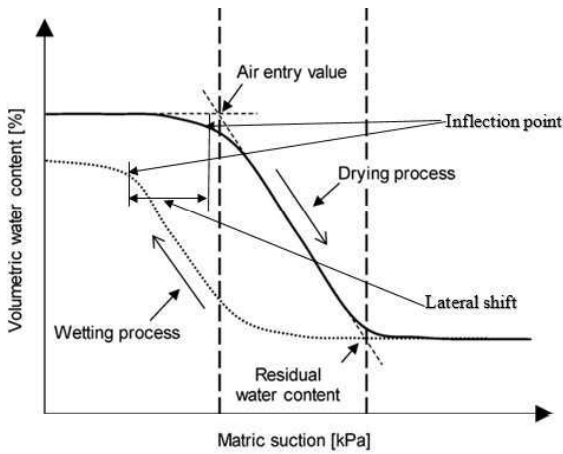 Air entry value
Inflection point
Drying process
Volumetric water content [%]
Lateral shift
Wetting process
Residual
water content
Matric suction [kPa]